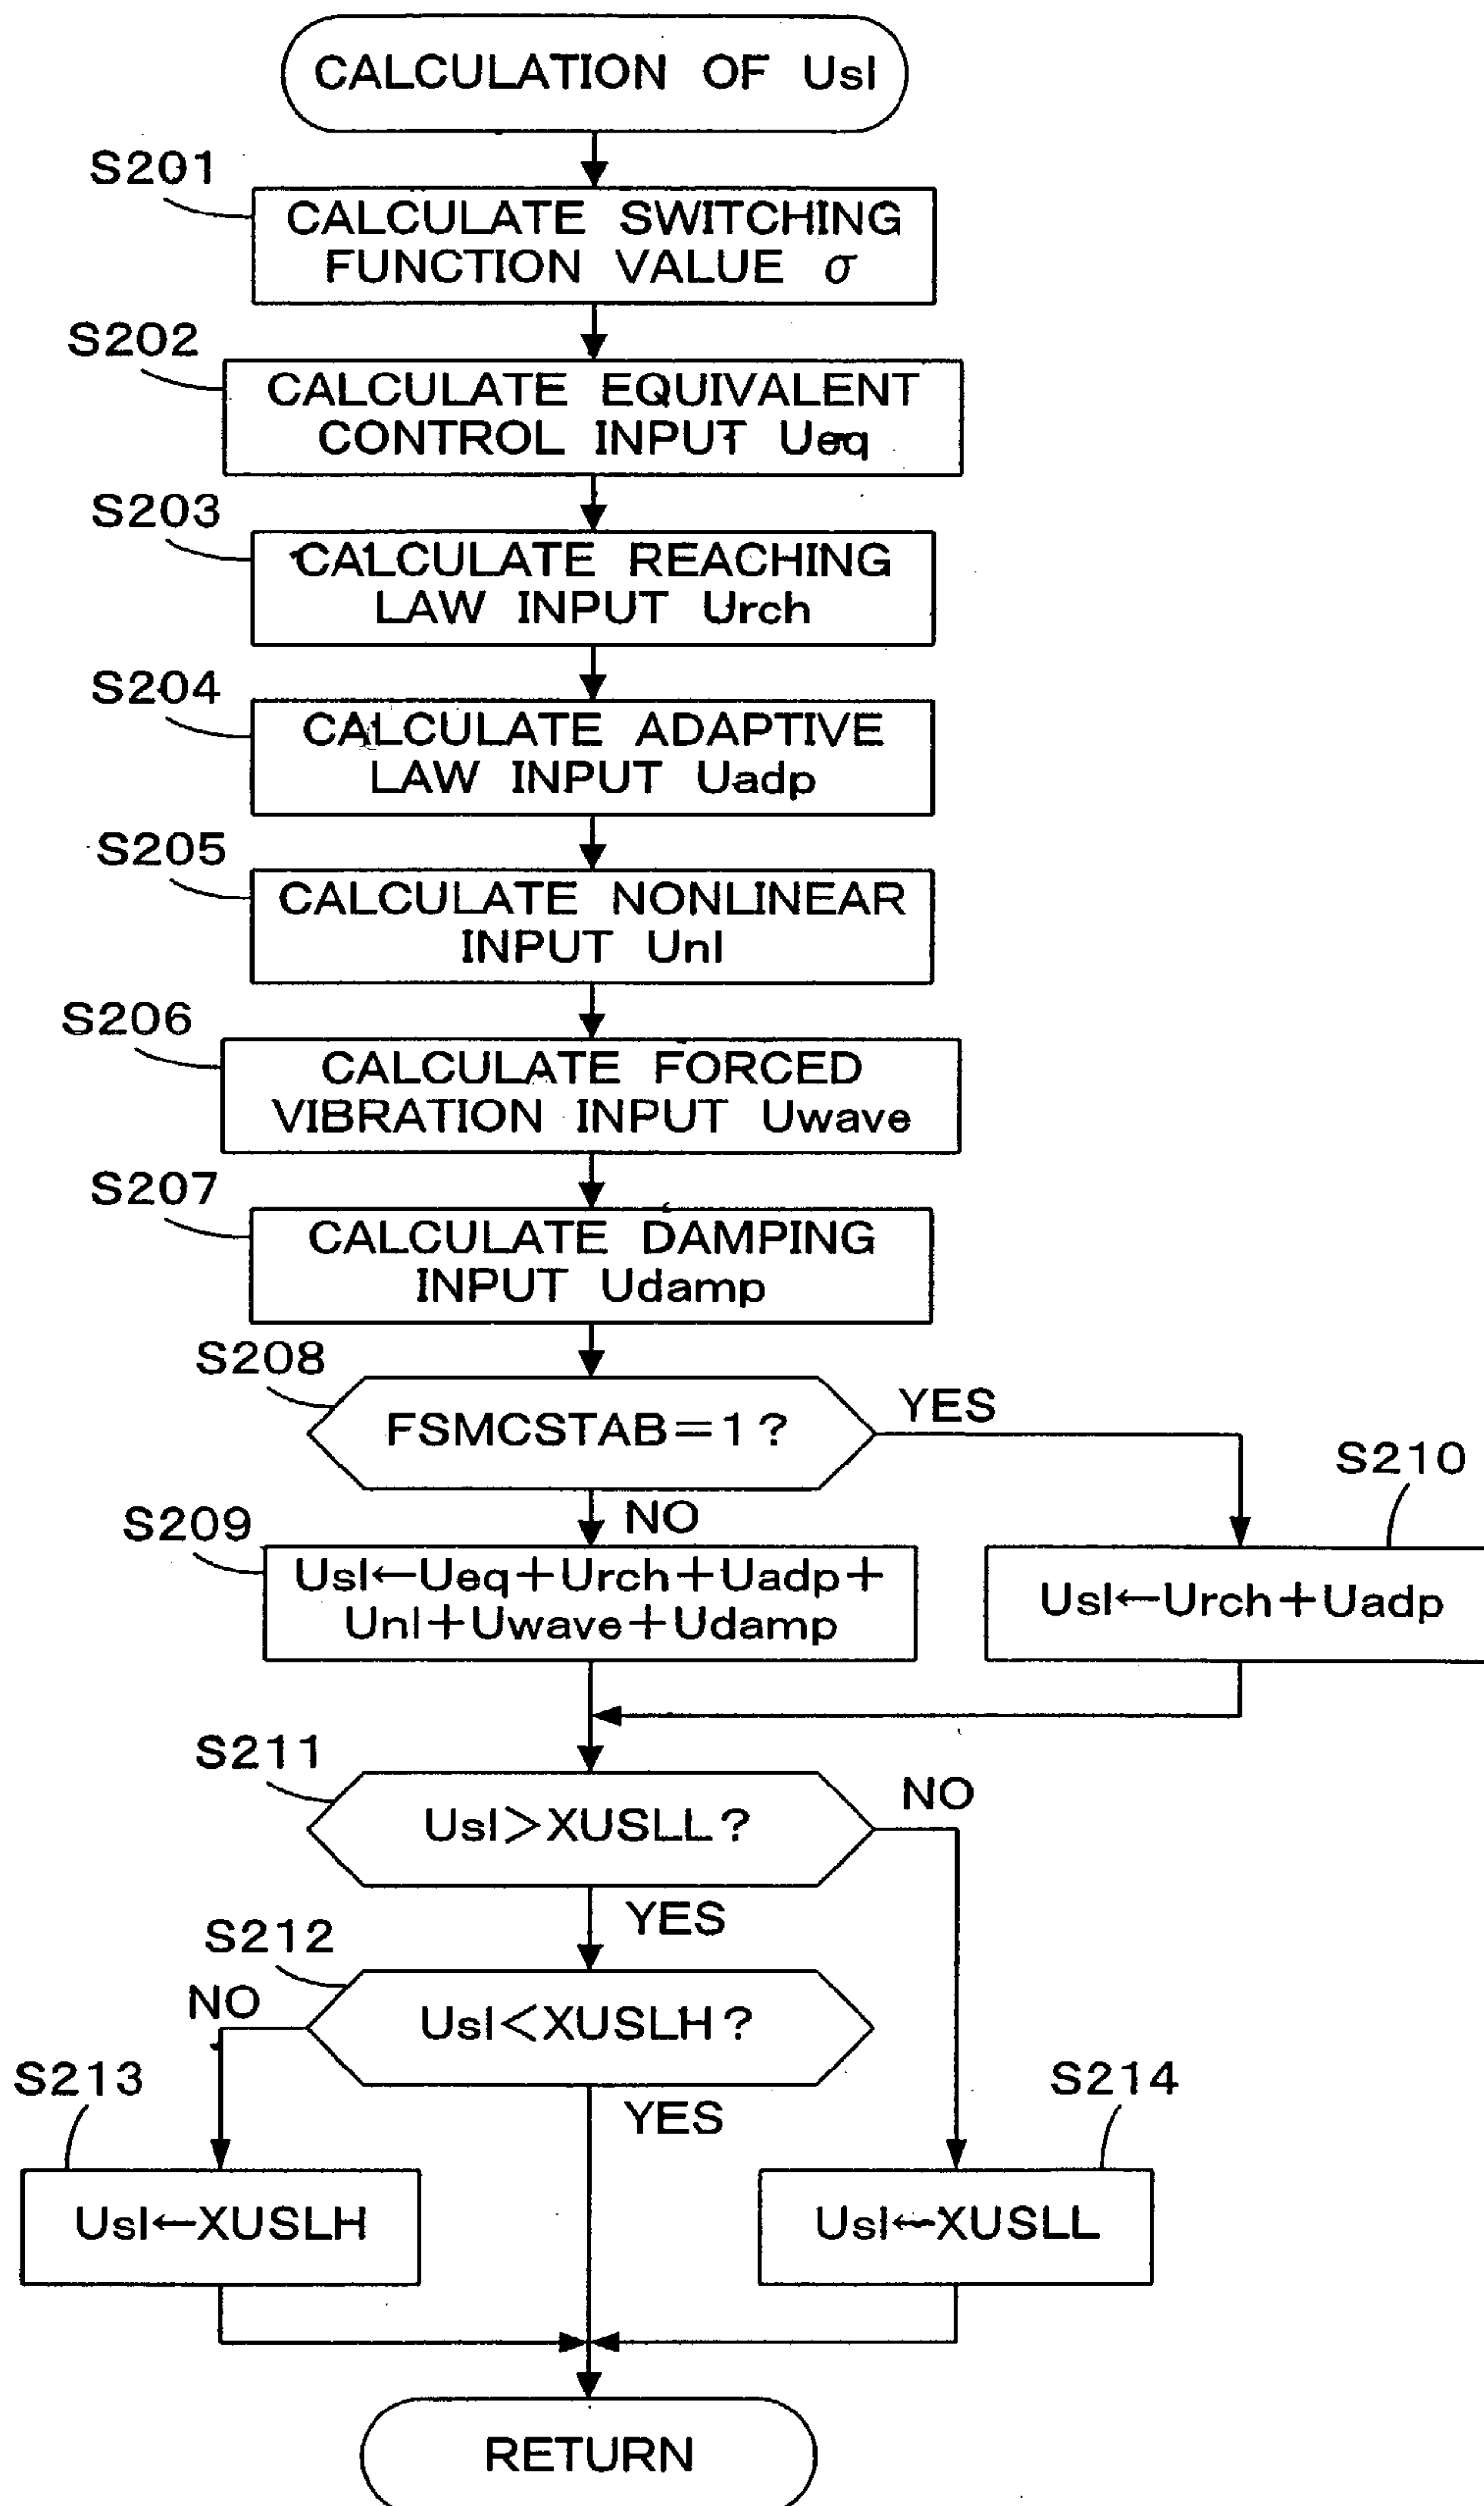 CALCULATION OF Usl
S201
CALCULATE SWITCHING
FUNCTION VALUE σ
S202
CALCULATE EQUIVALENT
CONTROL INPUT Ueq
S203
CALCULATE REACHING
LAW INPUT Urch
S204
CALCULATE ADAPTIVE
LAW INPUT Uadp
S205
CALCULATE NONLINEAR
INPUT Unl
S206
CALCULATE FORCED
VIBRATION INPUT Uwave
S207
CALCULATE DAMPING
INPUT Udamp
S208
FSMCSTAB=1?
YES
NO
S209
Usl←Ueq+Urch+Uadp+
Unl+Uwave+Udamp
S210
Usl←Urch+Uadp
S211
Usl>XUSLL?
NO
YES
S212
Usl<XUSLH?
NO
YES
S213
Usl←XUSLH
S214
Usl←XUSLL
RETURN